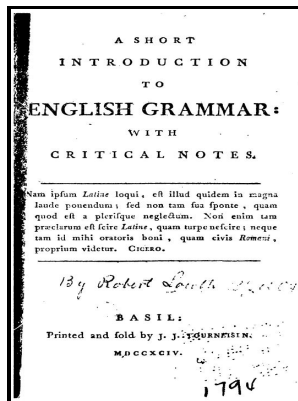 A SHORT
INTRODUCTION
TO
ENGLISH GRAMMAR:
WITH
CRITICAL NOTES.
Nam ipsum Latine loqui, est illud quidem in magna
laude ponendum; sed non tam sua sponte, quam
quod est a plerisque neglectum. Non enim tam
præclarum est scire Latine, quam turpe nescire; neque
tam id mihi oratoris boni, quam civis Romani,
proprium videtur. CICERO.
By Robert Lowth
BASIL:
Printed and sold by J. J. TOURNEISEN.
M,DCCXCIV.
1794